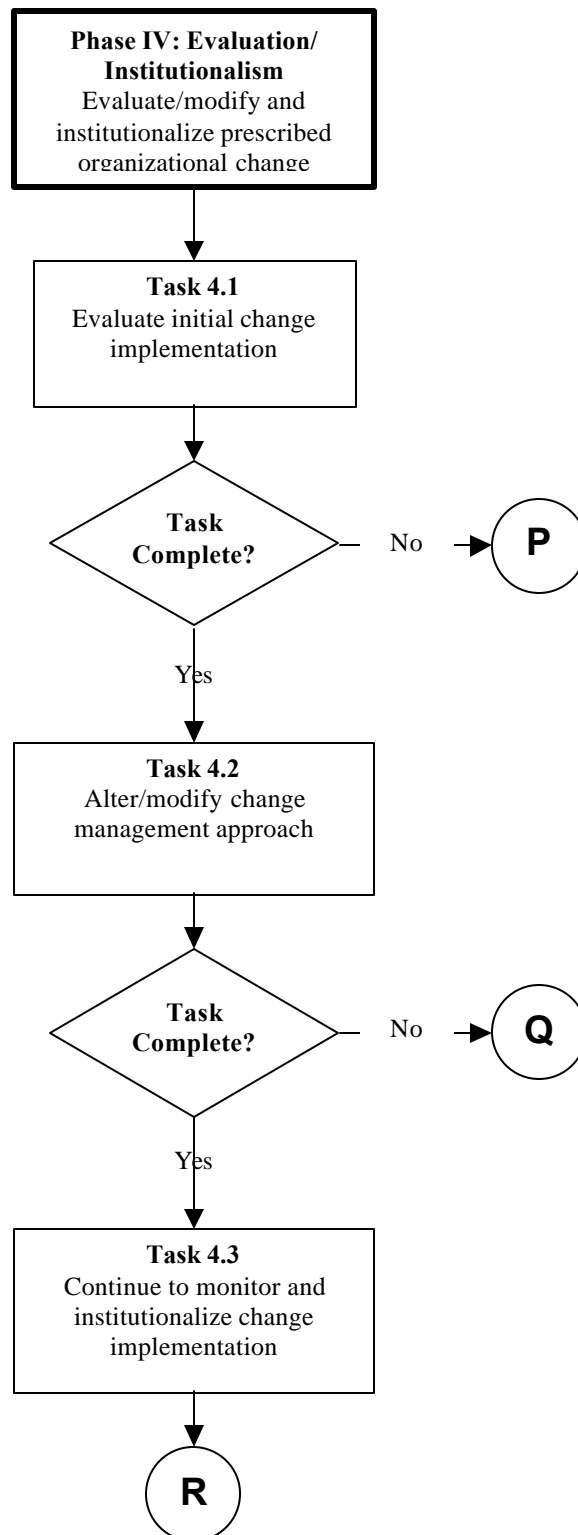 Phase IV: Evaluation/
Institutionalism
Evaluate/modify and
institutionalize prescribed
organizational change
Task 4.1
Evaluate initial change
implementation
Task
Complete?
No
P
Yes
Task 4.2
Alter/modify change
management approach
Task
Complete?
No
Q
Yes
Task 4.3
Continue to monitor and
institutionalize change
implementation
R